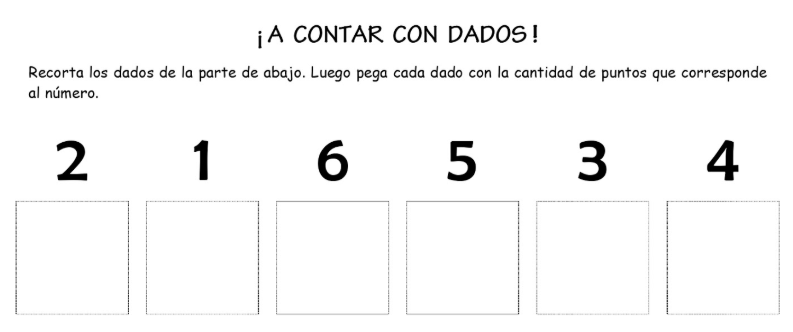 ¡A CONTAR CON DADOS!
Recorta los dados de la parte de abajo. Luego pega cada dado con la cantidad de puntos que corresponde
al número.
2 1 6 5 3 4